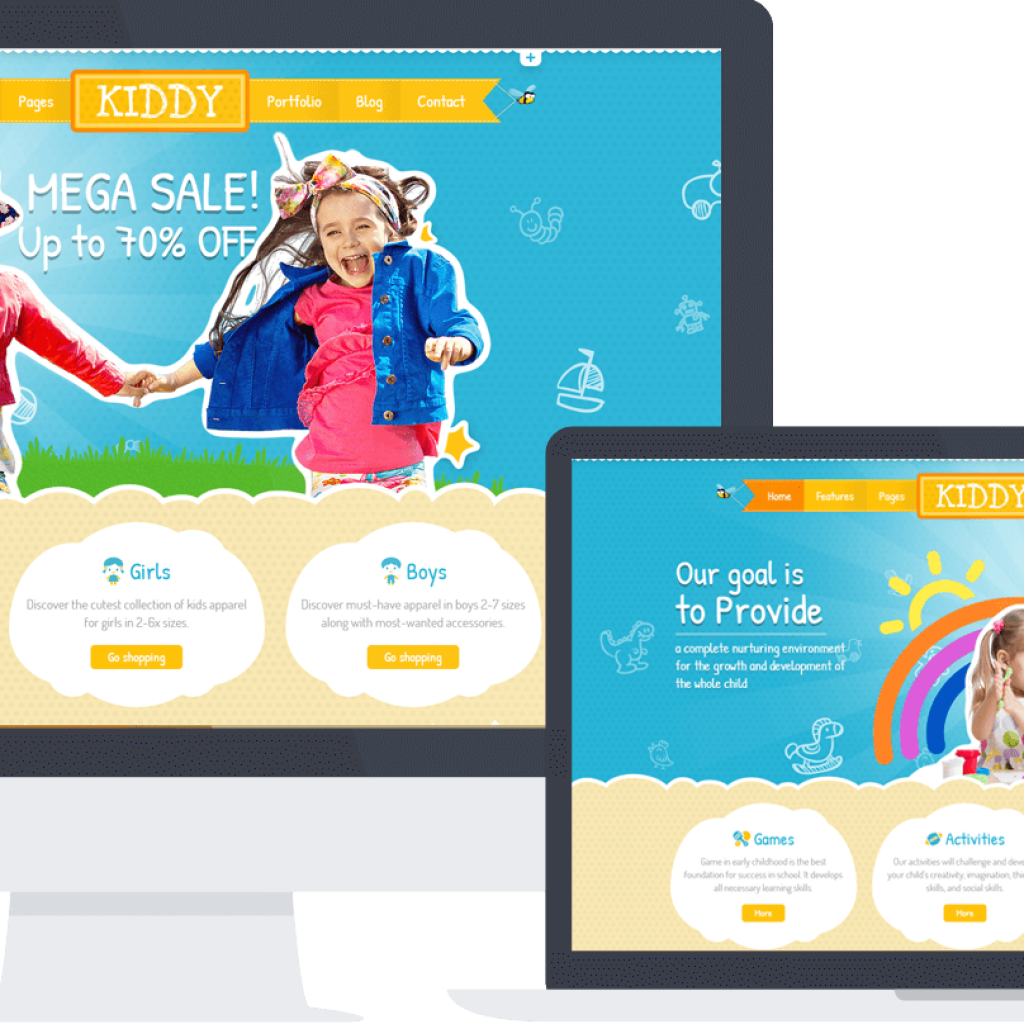 +
Pages KIDDY Portfolio Blog Contact
MEGA SALE!
Up to 70% OFF
Girls
Discover the cutest collection of kids apparel
for girls in 2-6x sizes.
Go shopping
Boys
Discover must-have apparel in boys 2-7 sizes
along with most-wanted accessories.
Go shopping
Home Features Pages KIDDY
Our goal is
to Provide
a complete nurturing environment
for the growth and development of
the whole child
Games
Game in early childhood is the best
foundation for success in school. It develops
all necessary learning skills.
More
Activities
Our activities will challenge and deve
your child's creativity, imagination, thi
skills, and social skills.
More